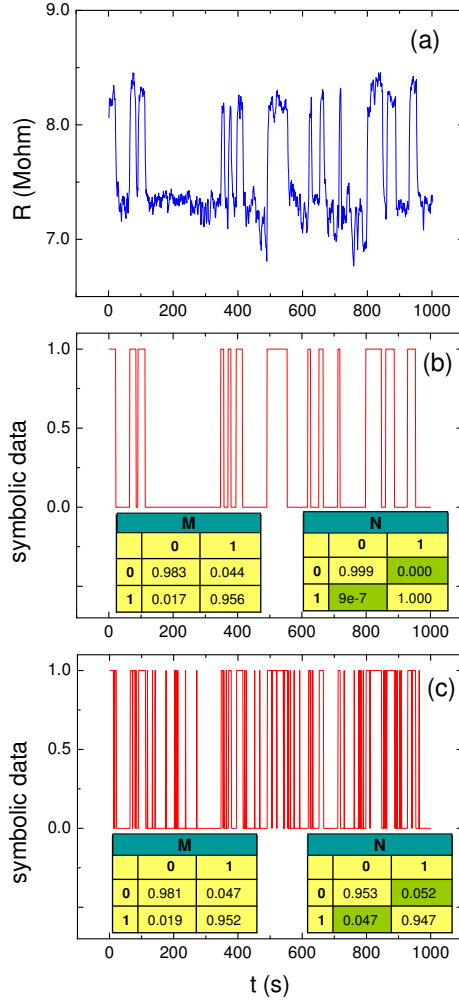 (a)
9.0
8.0
7.0
R (Mohm)
0 200 400 600 800 1000
(b)
1.0
0.5
0.0
symbolic data
M
0 1
0 0.983 0.044
1 0.017 0.956
N
0 1
0 0.999 0.000
1 9e-7 1.000
0 200 400 600 800 1000
(c)
1.0
0.5
0.0
symbolic data
M
0 1
0 0.981 0.047
1 0.019 0.952
N
0 1
0 0.953 0.052
1 0.047 0.947
0 200 400 600 800 1000
t (s)